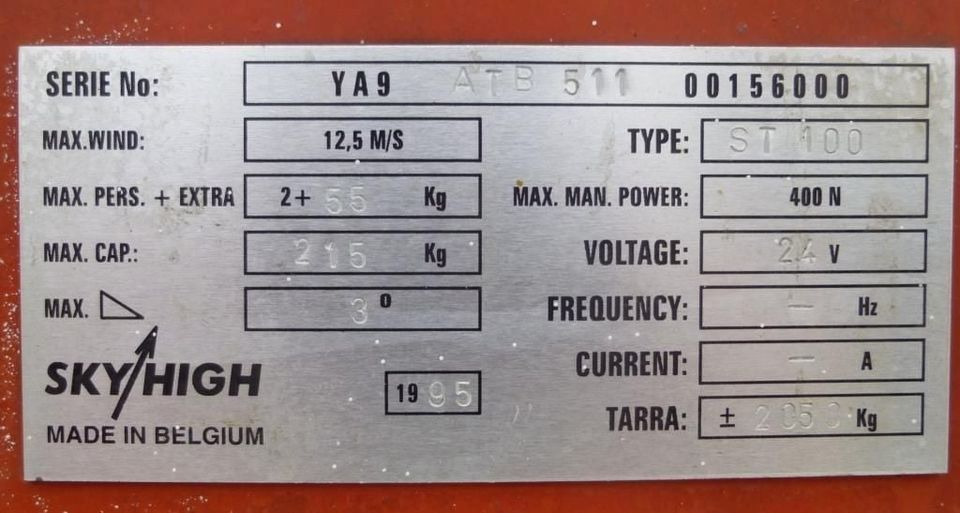 SERIE No: YA9 ATB 511 00156000
MAX.WIND: 12,5 M/S TYPE: ST 100
MAX. PERS. + EXTRA 2+ 55 Kg MAX. MAN. POWER: 400 N
MAX. CAP.: 215 Kg VOLTAGE: 24 V
MAX. 3° FREQUENCY: — Hz
SKY HIGH 1995 CURRENT: — A
MADE IN BELGIUM TARRA: ± 2050 Kg